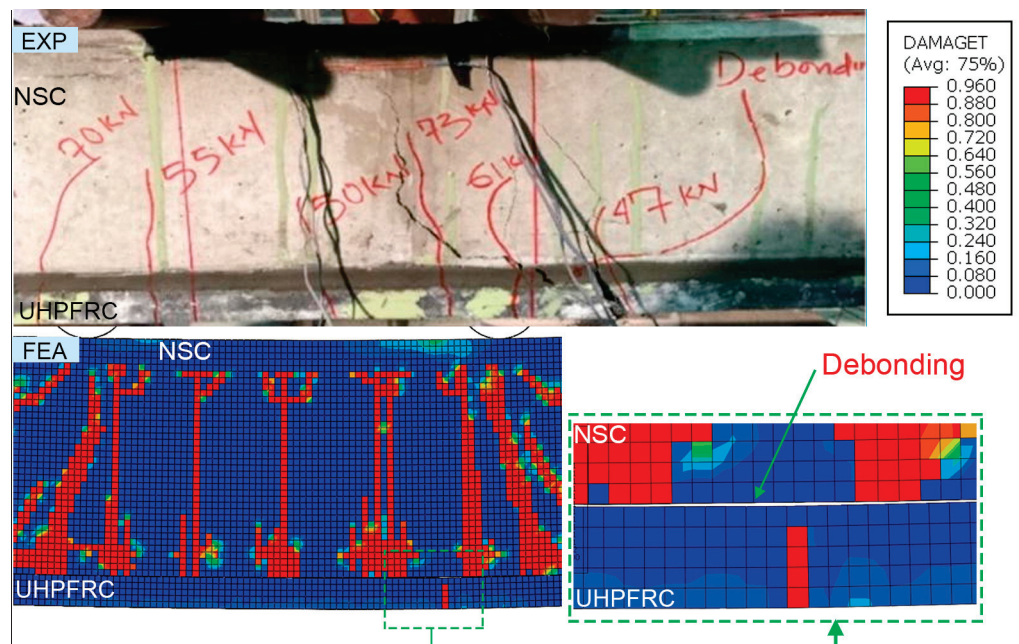 EXP
NSC
70KN
55KN
50KN
73KN
61K
47KN
Debondin
UHPFRC
DAMAGET
(Avg: 75%)
0.960
0.880
0.800
0.720
0.640
0.560
0.480
0.400
0.320
0.240
0.160
0.080
0.000
FEA
NSC
UHPFRC
Debonding
NSC
UHPFRC